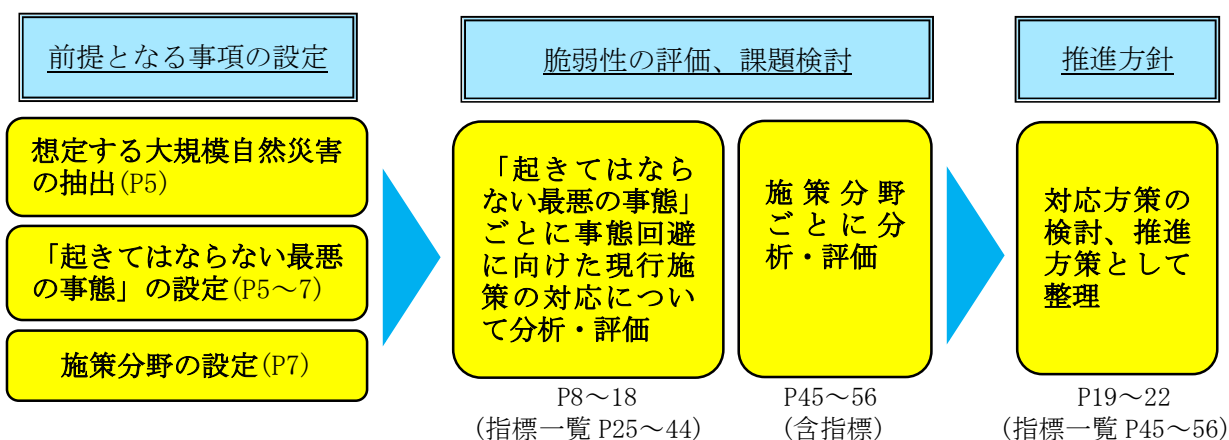 前提となる事項の設定
想定する大規模自然災害
の抽出(P5)
「起きてはならない最悪
の事態」の設定(P5～7)
施策分野の設定(P7)
脆弱性の評価、課題検討
「起きてはなら
ない最悪の事態」
ごとに事態回避
に向けた現行施
策の対応につい
て分析・評価
P8～18
(指標一覧 P25～44)
施策分野
ごとに分
析・評価
P45～56
(含指標)
推進方針
対応方策の
検討、推進
方策として
整理
P19～22
(指標一覧 P45～56)